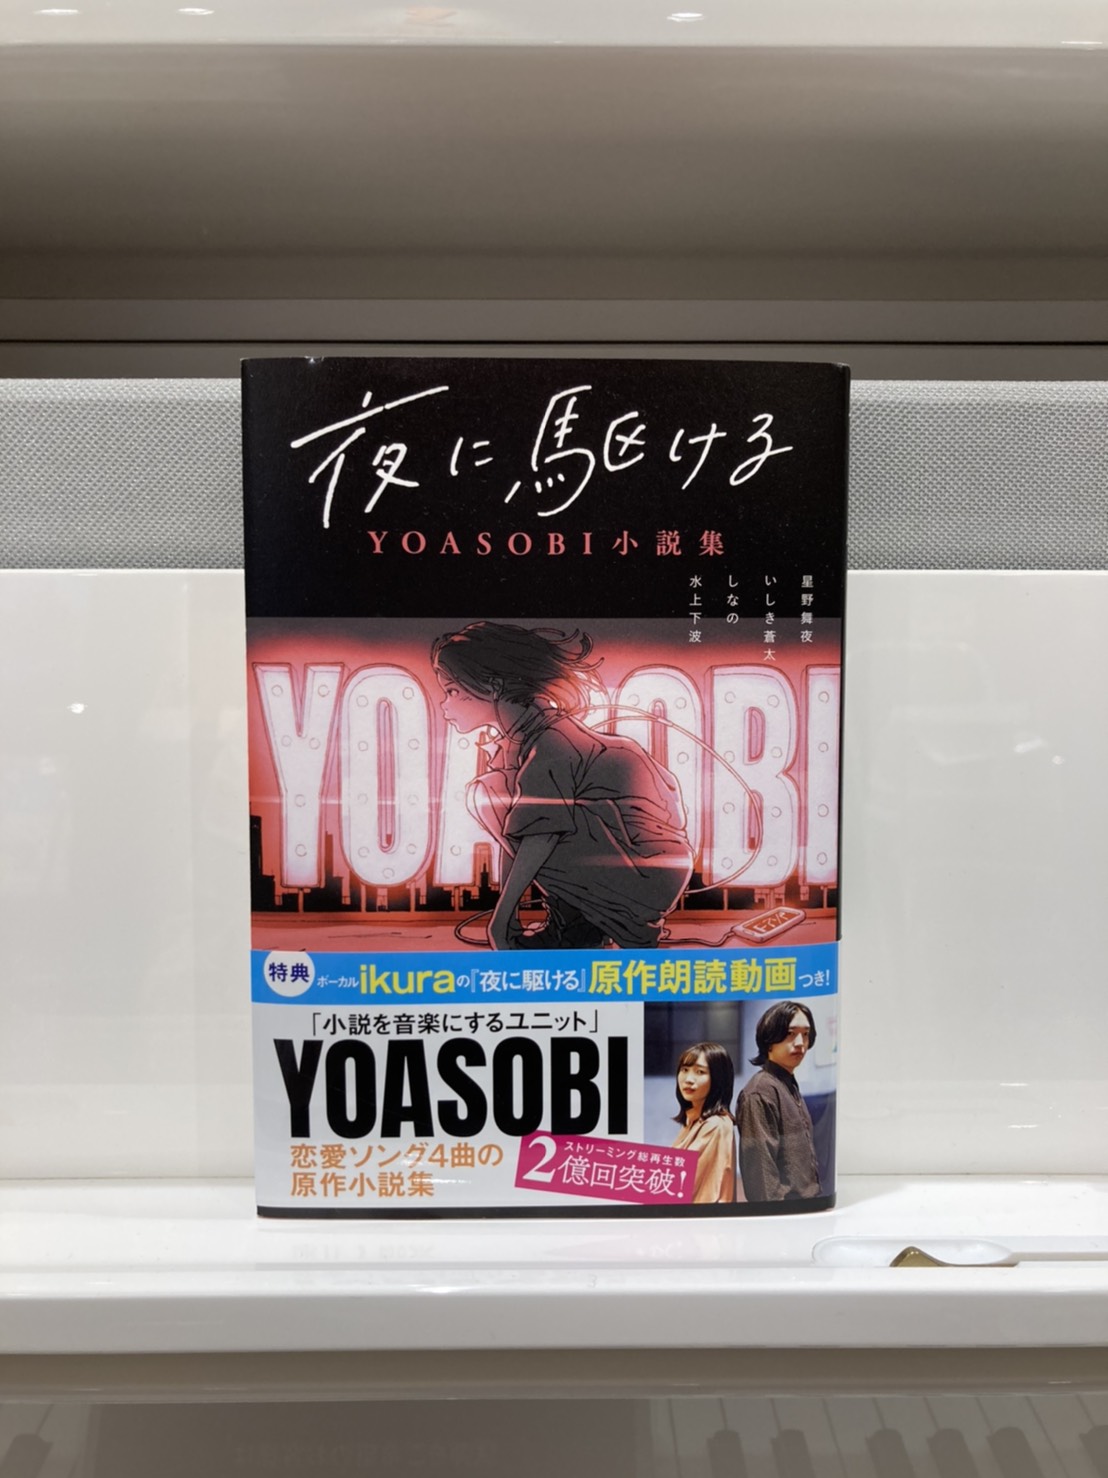 夜に駆ける
YOASOBI小説集
星野舞夜
いしき蒼太
しなの
水上下波
YOASOBI
特典 ボーカルikuraの『夜に駆ける』原作朗読動画つき!
「小説を音楽にするユニット」
YOASOBI
恋愛ソング4曲の
原作小説集
ストリーミング総再生数
2億回突破!